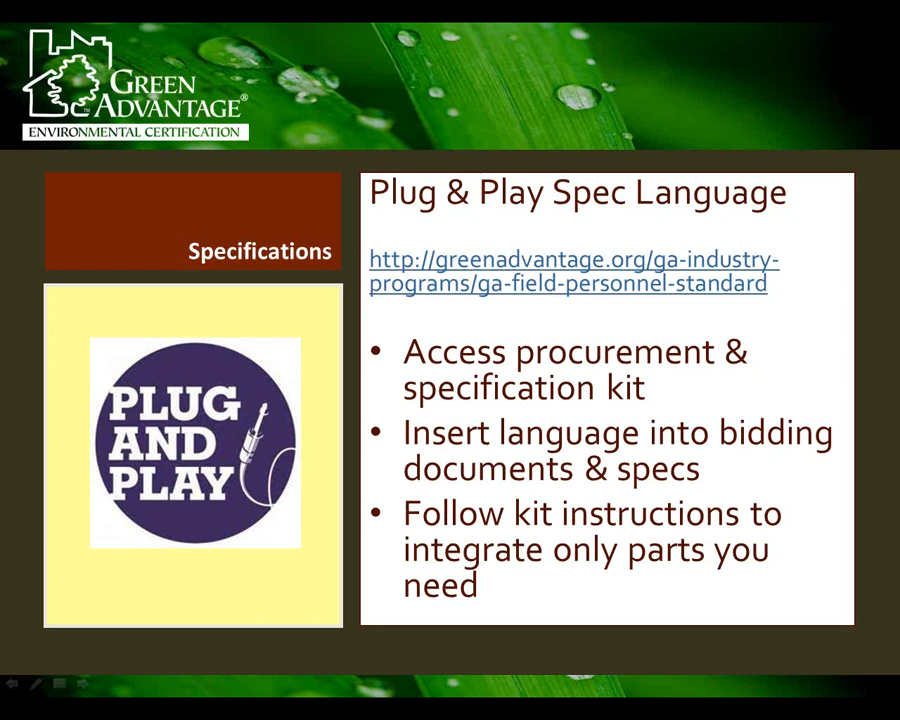 GREEN
ADVANTAGE®
ENVIRONMENTAL CERTIFICATION
Specifications
PLUG
AND
PLAY
Plug & Play Spec Language
http://greenadvantage.org/ga-industry-
programs/ga-field-personnel-standard
• Access procurement &
specification kit
• Insert language into bidding
documents & specs
• Follow kit instructions to
integrate only parts you
need